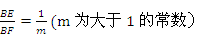 BE/BF = 1/m (m 为大于 1 的常数)